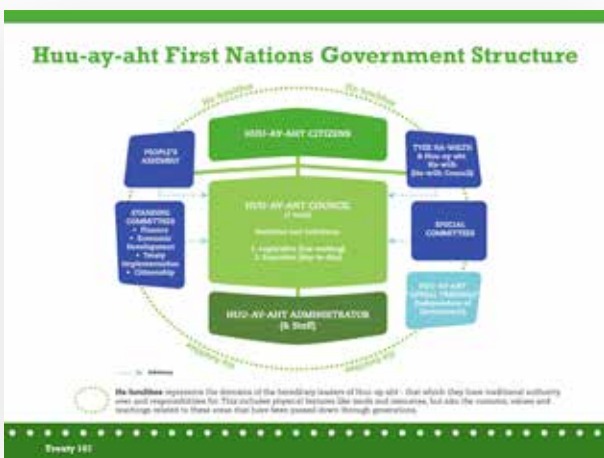 Huu-ay-aht First Nations Government Structure
Ha-houlthee
Ha-houlthee
HUU-AY-AHT CITIZENS
PEOPLE'S
ASSEMBLY
TYEE HA-WILTH
& Huu-ay-aht
Ha-wiih
(Ha-wiih Council)
HUU-AY-AHT COUNCIL
STANDING
COMMITTEES
• Finance
• Economic
Development
• Treaty
Implementation
• Citizenship
1. Legislative (law-making)
2. Executive (day to day)
SPECIAL
COMMITTEES
HUU-AY-AHT
TRIBUNAL
(Independent of
Government)
HUU-AY-AHT ADMINISTRATOR
(& Staff)
Ha-houlthee
Ha-houlthee
Advisory
Ha-houlthee represents the domains of the hereditary leaders of Huu-ay-aht - that which they have traditional authority
over and responsibilities for. This includes physical features like lands and resources, but also the customs, values and
teachings related to these areas that have been passed down through generations.
Treaty 101